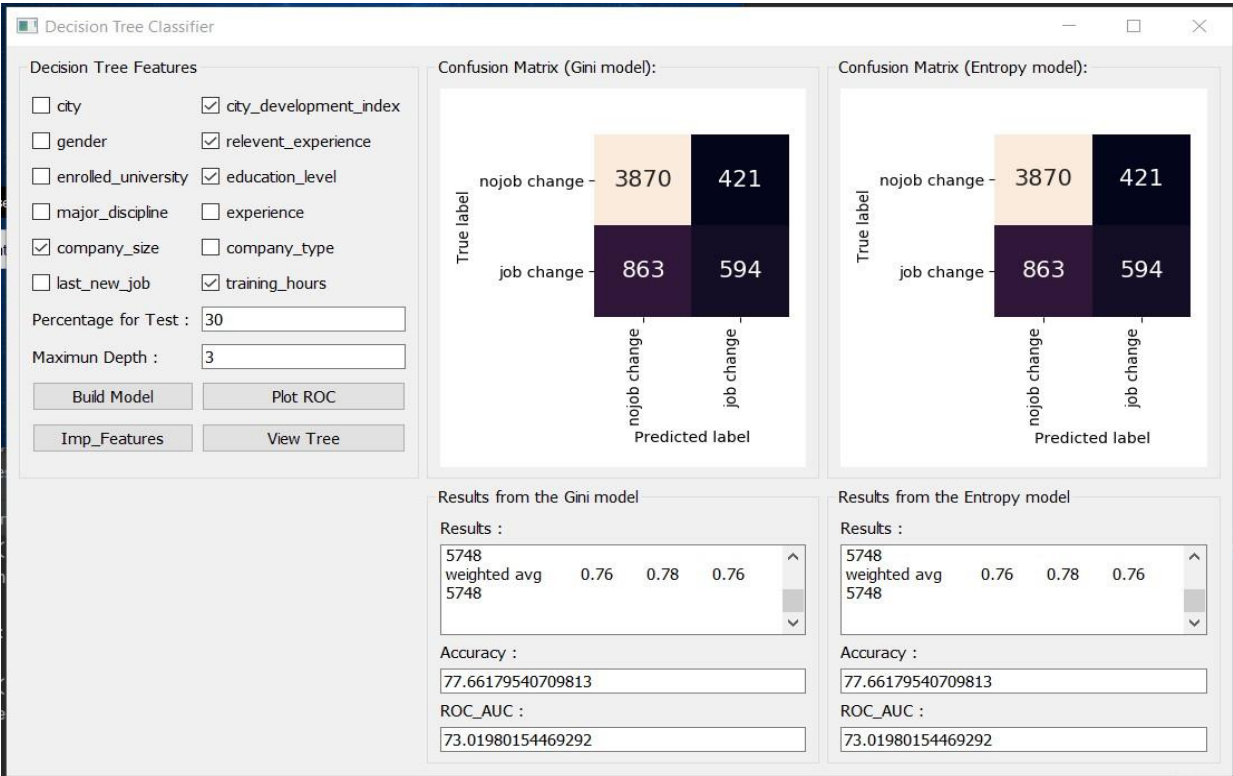 Decision Tree Classifier
Decision Tree Features
city
city_development_index
gender
relevent_experience
enrolled_university
education_level
major_discipline
experience
company_size
company_type
last_new_job
training_hours
Percentage for Test :
30
Maximun Depth :
3
Build Model
Plot ROC
Imp_Features
View Tree
Confusion Matrix (Gini model):
True label
nojob change
3870
421
job change
863
594
nojob change
job change
Predicted label
Confusion Matrix (Entropy model):
True label
nojob change
3870
421
job change
863
594
nojob change
job change
Predicted label
Results from the Gini model
Results :
5748
weighted avg 0.76 0.78 0.76
5748
Accuracy :
77.66179540709813
ROC_AUC :
73.01980154469292
Results from the Entropy model
Results :
5748
weighted avg 0.76 0.78 0.76
5748
Accuracy :
77.66179540709813
ROC_AUC :
73.01980154469292